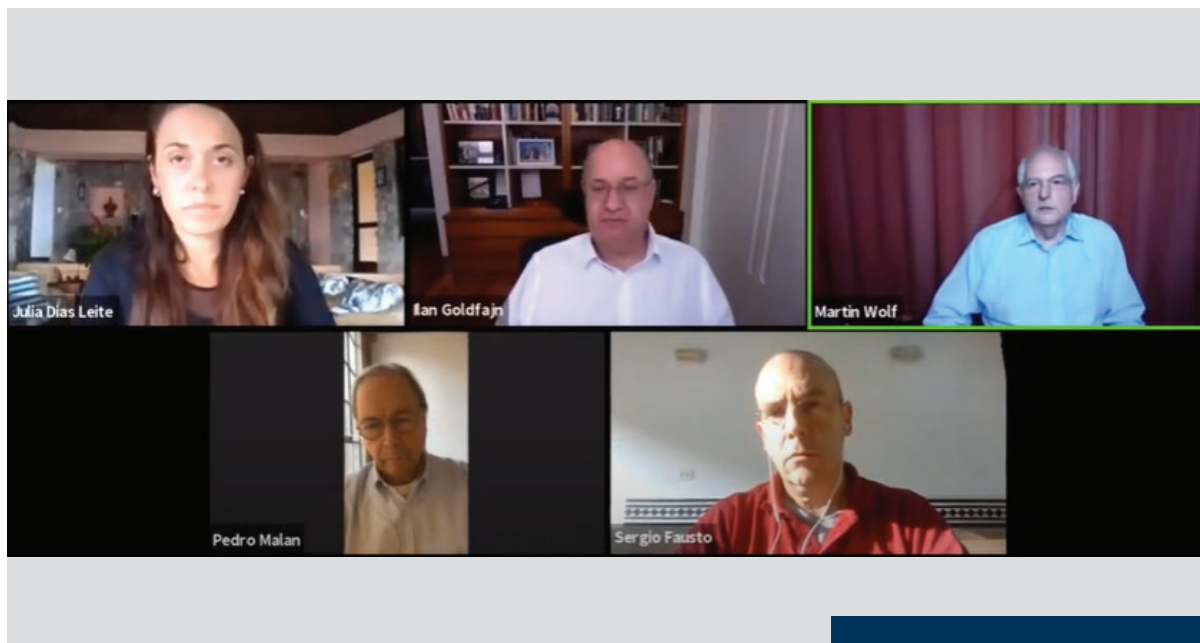 Julia Dias Leite
Ilan Goldfajn
Martin Wolf
Pedro Malan
Sergio Fausto